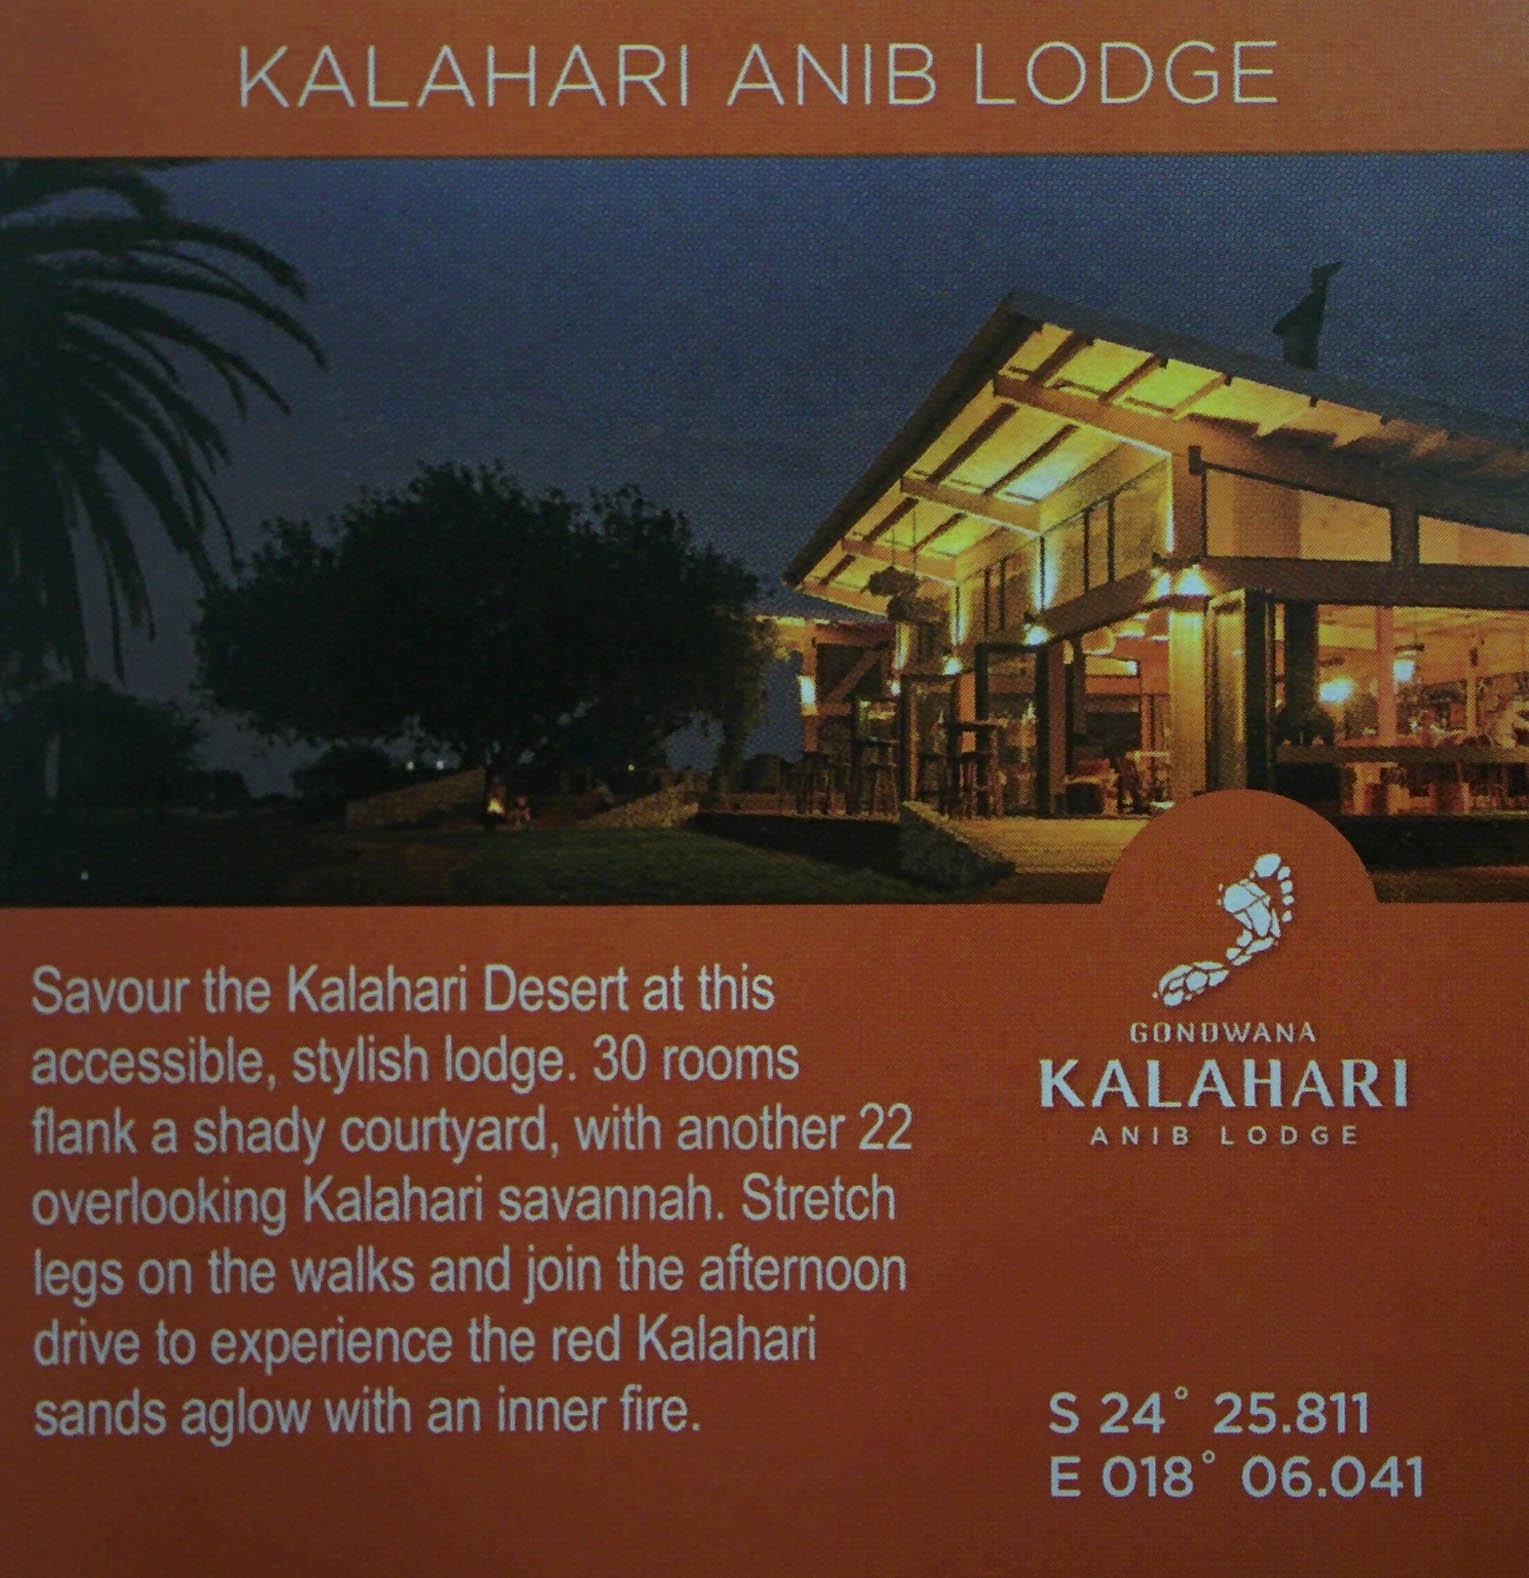 KALAHARI ANIB LODGE
Savour the Kalahari Desert at this
accessible, stylish lodge. 30 rooms
flank a shady courtyard, with another 22
overlooking Kalahari savannah. Stretch
legs on the walks and join the afternoon
drive to experience the red Kalahari
sands aglow with an inner fire.
GONDWANA
KALAHARI
ANIB LODGE
S 24° 25.811
E 018° 06.041